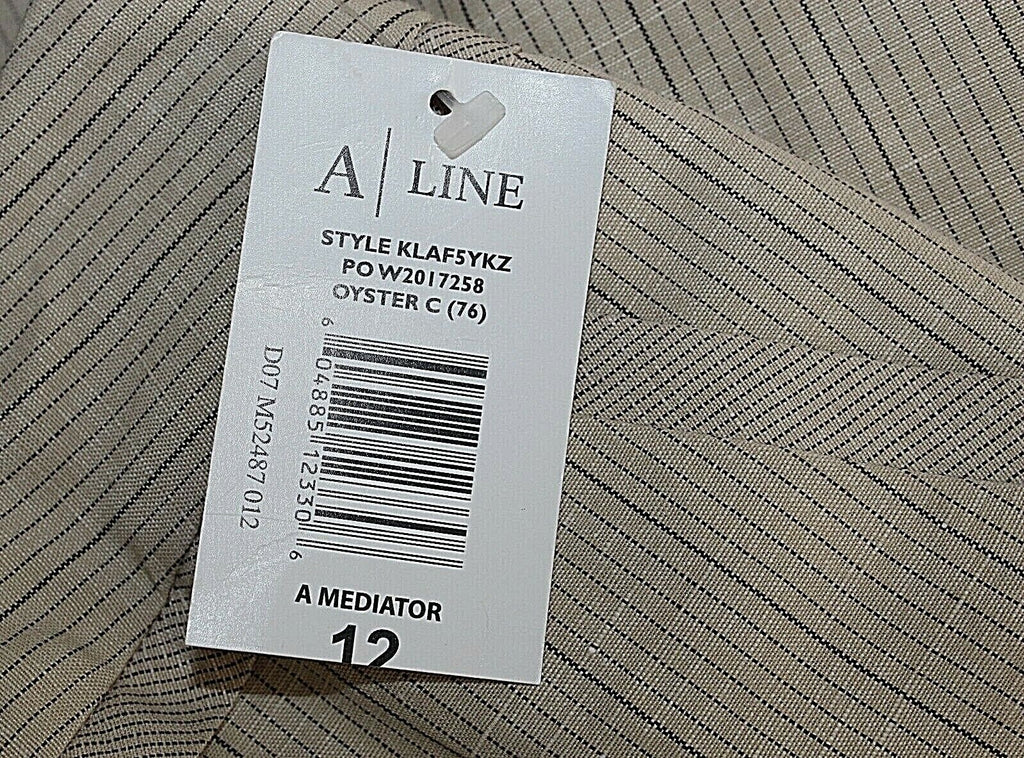 A | LINE
STYLE KLAF5YKZ
PO W2017258
OYSTER C (76)
6 04885 12330 6
D07 M52487 012
A MEDIATOR
12